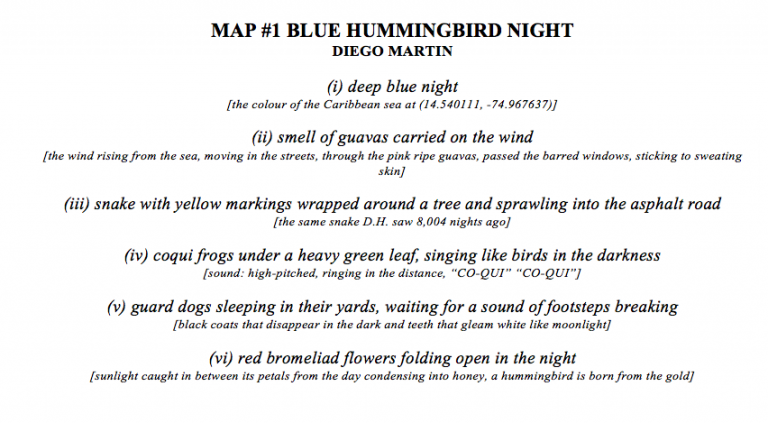 MAP #1 BLUE HUMMINGBIRD NIGHT
DIEGO MARTIN
(i) deep blue night
[the colour of the Caribbean sea at (14.540111, -74.967637)]
(ii) smell of guavas carried on the wind
[the wind rising from the sea, moving in the streets, through the pink ripe guavas, passed the barred windows, sticking to sweating
skin]
(iii) snake with yellow markings wrapped around a tree and sprawling into the asphalt road
[the same snake D.H. saw 8,004 nights ago]
(iv) coqui frogs under a heavy green leaf, singing like birds in the darkness
[sound: high-pitched, ringing in the distance, “CO-QUI” “CO-QUI”]
(v) guard dogs sleeping in their yards, waiting for a sound of footsteps breaking
[black coats that disappear in the dark and teeth that gleam white like moonlight]
(vi) red bromeliad flowers folding open in the night
[sunlight caught in between its petals from the day condensing into honey, a hummingbird is born from the gold]